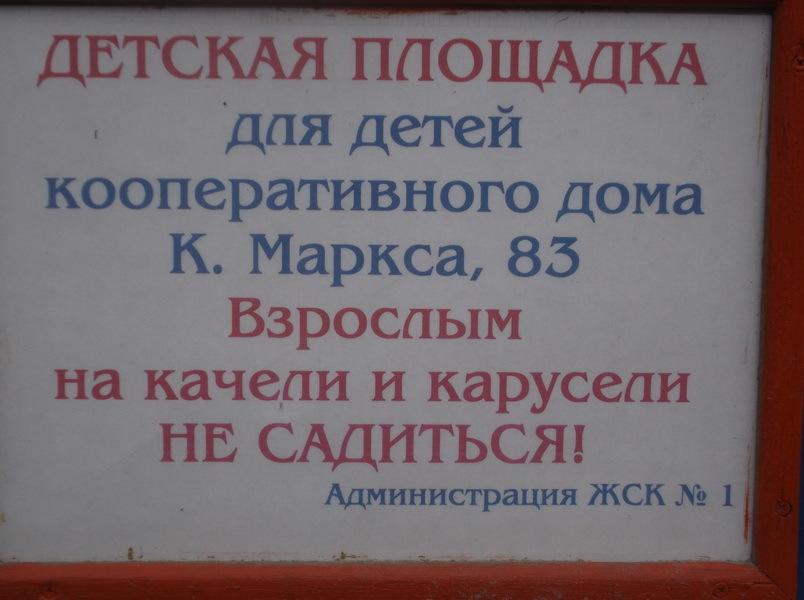 ДЕТСКАЯ ПЛОЩАДКА
для детей
кооперативного дома
К. Маркса, 83
Взрослым
на качели и карусели
НЕ САДИТЬСЯ!
Администрация ЖСК № 1